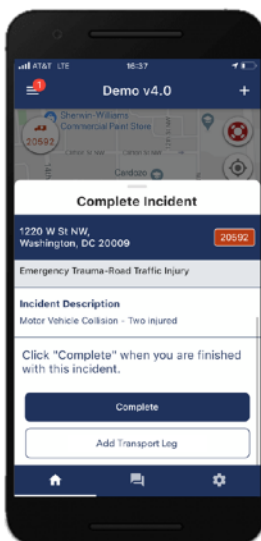 AT&T LTE 16:37
1
Demo v4.0
+
Sherwin-Williams
Commercial Paint Store
20592
Cardozo
Complete Incident
1220 W St NW,
Washington, DC 20009
20592
Emergency Trauma-Road Traffic Injury
Incident Description
Motor Vehicle Collision - Two injured
Click "Complete" when you are finished
with this incident.
Complete
Add Transport Leg